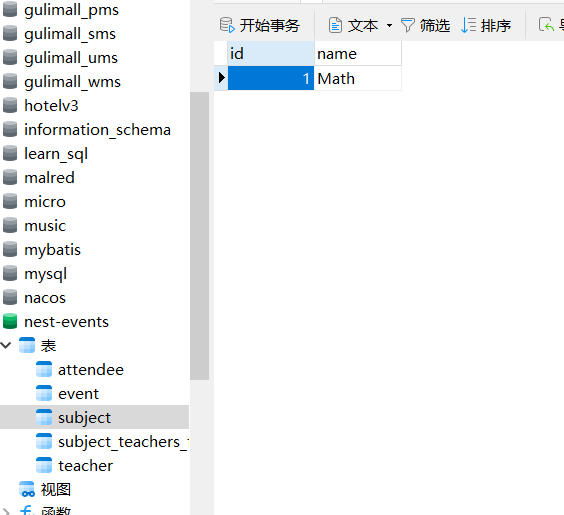 gulimall_pms
gulimall_sms
gulimall_ums
gulimall_wms
hotelv3
information_schema
learn_sql
malred
micro
music
mybatis
mysql
nacos
nest-events
表
attendee
event
subject
subject_teachers_
teacher
视图
函数
开始事务 文本 筛选 排序
id name
1 Math